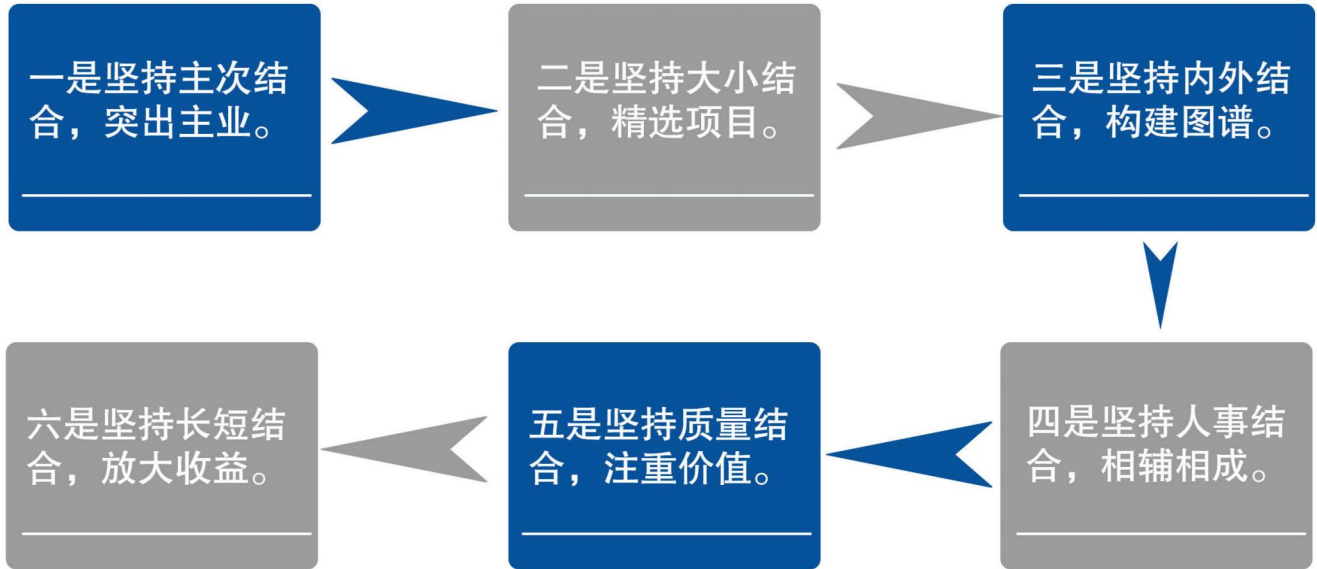 一是坚持主次结
合，突出主业。
二是坚持大小结
合，精选项目。
三是坚持内外结
合，构建图谱。
四是坚持人事结
合，相辅相成。
五是坚持质量结
合，注重价值。
六是坚持长短结
合，放大收益。